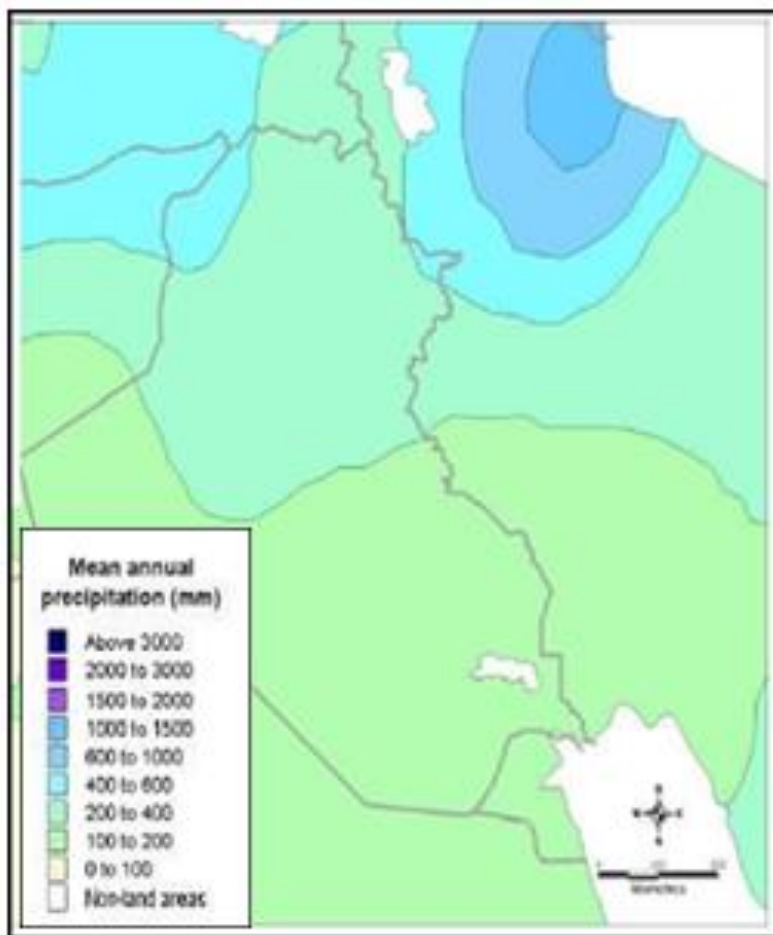 Mean annual
precipitation (mm)
Above 3000
2000 to 3000
1500 to 2000
1000 to 1500
600 to 1000
400 to 600
200 to 400
100 to 200
0 to 100
Non-land areas
N